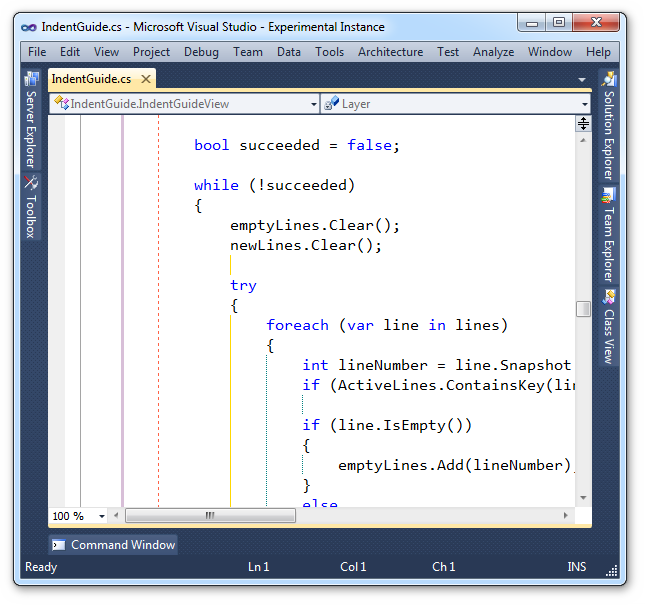 IndentGuide.cs - Microsoft Visual Studio - Experimental Instance
File Edit View Project Debug Team Data Tools Architecture Test Analyze Window Help
IndentGuide.cs
IndentGuide.IndentGuideView
Layer
Server Explorer
Toolbox
bool succeeded = false;
while (!succeeded)
{
emptyLines.Clear();
newLines.Clear();
try
{
foreach (var line in lines)
{
int lineNumber = line.Snapshot
if (ActiveLines.ContainsKey(lin
if (line.IsEmpty())
{
emptyLines.Add(lineNumber);
}
else
Solution Explorer
Team Explorer
Class View
100 %
Command Window
Ready Ln 1 Col 1 Ch 1 INS